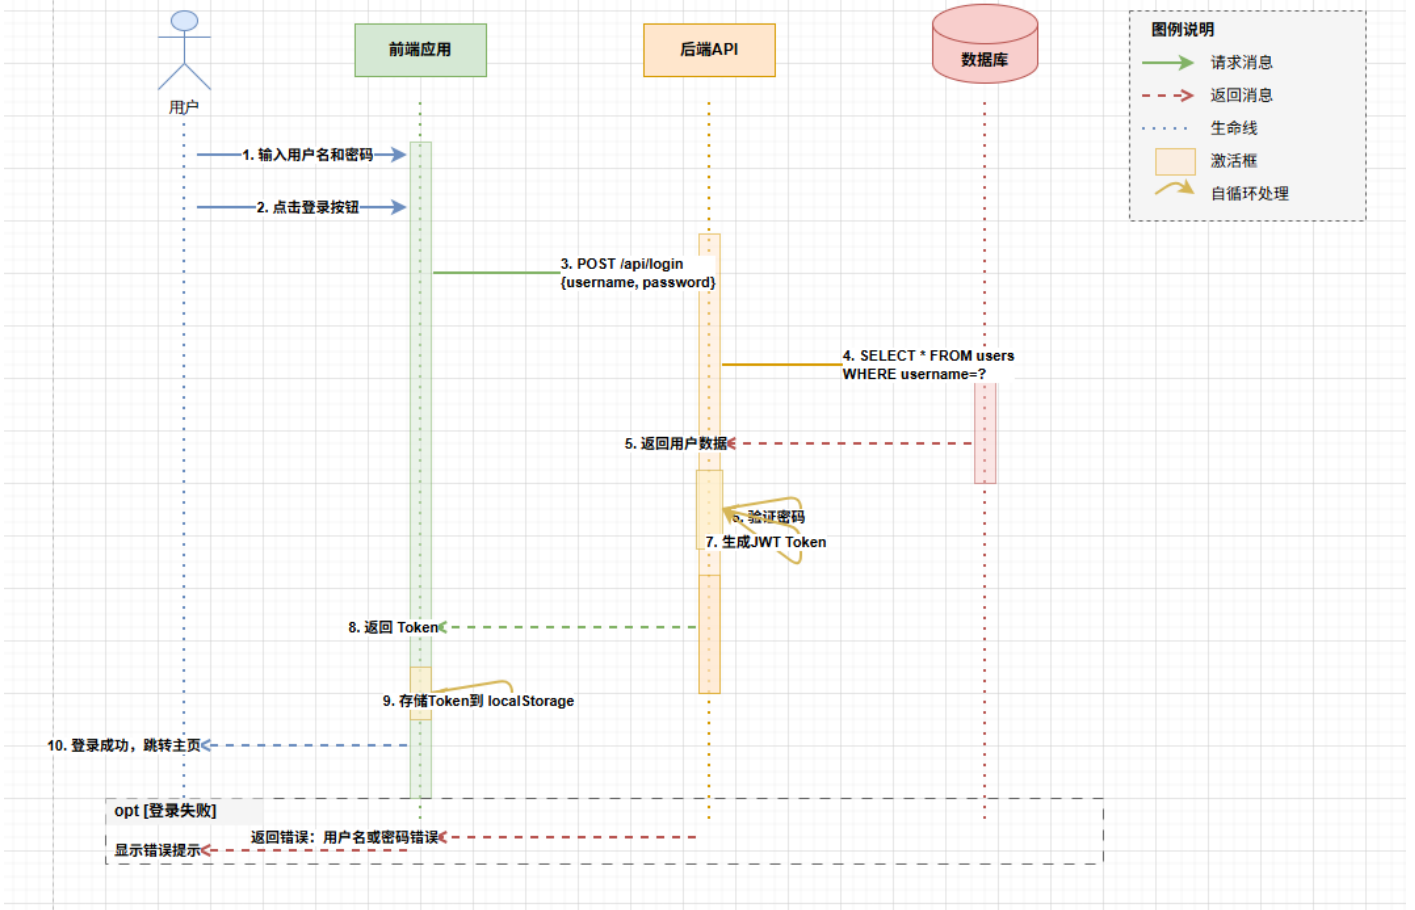 用户
前端应用
后端API
数据库
图例说明
请求消息
返回消息
生命线
激活框
自循环处理
1. 输入用户名和密码
2. 点击登录按钮
3. POST /api/login
{username, password}
4. SELECT * FROM users
WHERE username=?
5. 返回用户数据
6. 验证密码
7. 生成JWT Token
8. 返回 Token
9. 存储Token到 localStorage
10. 登录成功，跳转主页
opt [登录失败]
返回错误：用户名或密码错误
显示错误提示